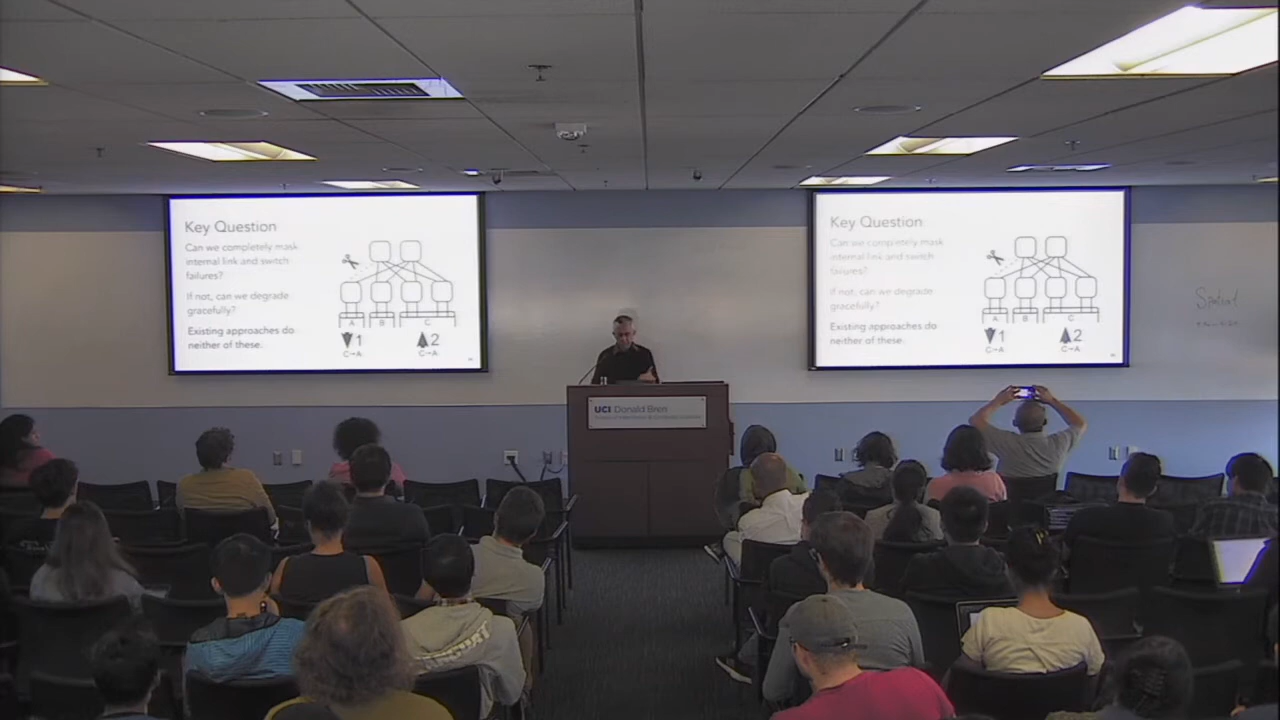 Key Question
Can we completely mask
internal link and switch
failures?
If not, can we degrade
gracefully?
Existing approaches do
neither of these.
A B C
1 2
C→A C→A
Key Question
Can we completely mask
internal link and switch
failures?
If not, can we degrade
gracefully?
Existing approaches do
neither of these.
A B C
1 2
C→A C→A
UCI Donald Bren